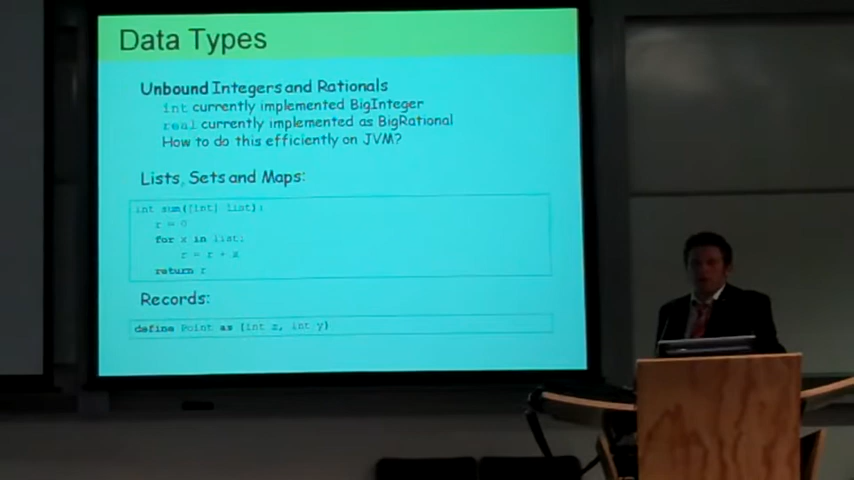 Data Types
Unbound Integers and Rationals
int currently implemented BigInteger
real currently implemented as BigRational
How to do this efficiently on JVM?
Lists, Sets and Maps:
int sum([int] list):
r = 0
for x in list:
r = r + x
return r
Records:
define Point as {int x, int y}